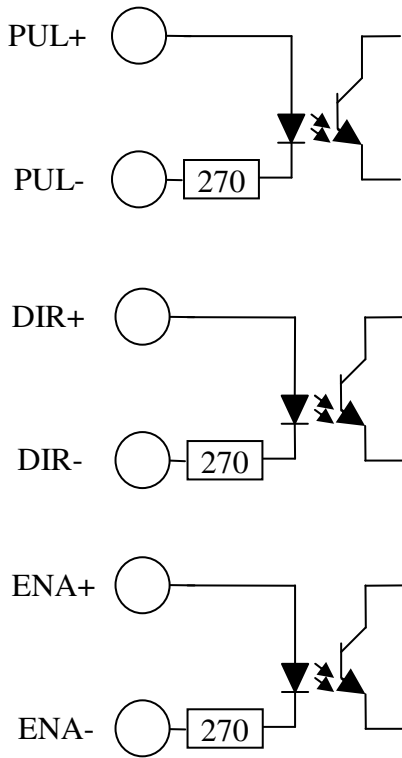 PUL+
PUL- 270
DIR+
DIR- 270
ENA+
ENA- 270